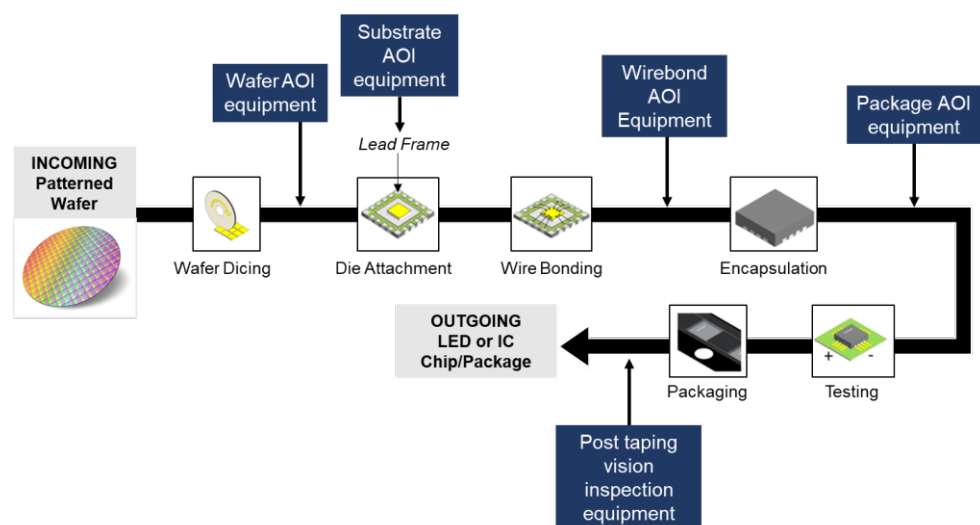 Wafer AOI
equipment
Substrate
AOI
equipment
Lead Frame
Wirebond
AOI
Equipment
Package AOI
equipment
INCOMING
Patterned
Wafer
Wafer Dicing
Die Attachment
Wire Bonding
Encapsulation
OUTGOING
LED or IC
Chip/Package
Packaging
+ -
Testing
Post taping
vision
inspection
equipment